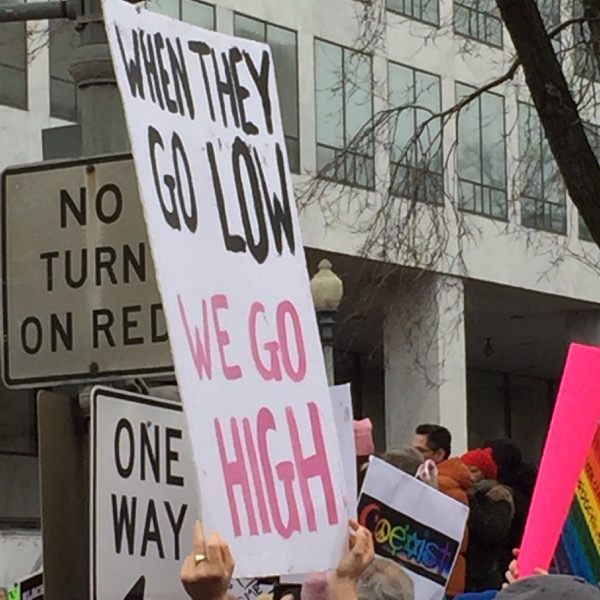 WHEN THEY
GO LOW
WE GO
HIGH
NO
TURN
ON RED
ONE
WAY
Coexist